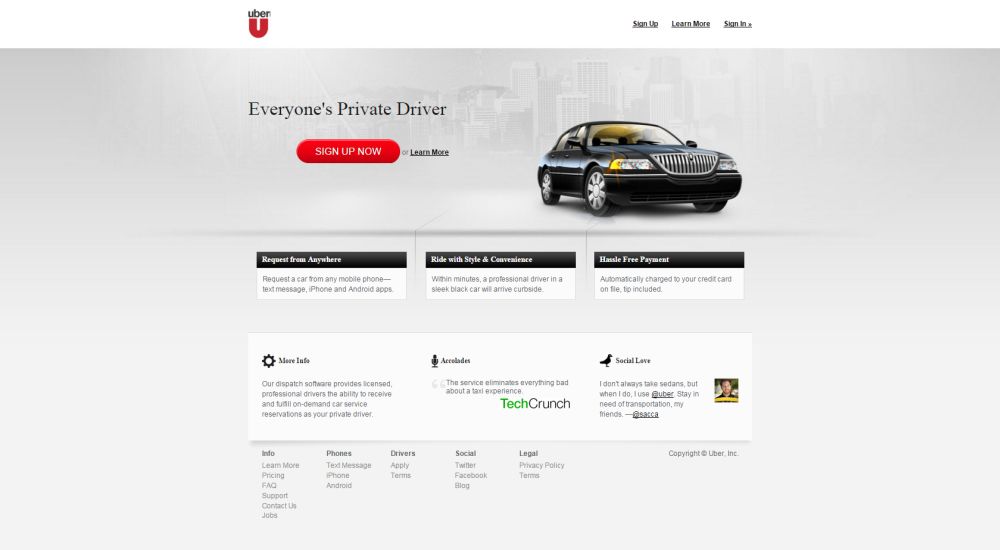 uber
Sign Up Learn More Sign In »
Everyone's Private Driver
SIGN UP NOW or Learn More
Request from Anywhere
Request a car from any mobile phone—
text message, iPhone and Android apps.
Ride with Style & Convenience
Within minutes, a professional driver in a
sleek black car will arrive curbside.
Hassle Free Payment
Automatically charged to your credit card
on file, tip included.
More Info
Our dispatch software provides licensed,
professional drivers the ability to receive
and fulfill on-demand car service
reservations as your private driver.
Accolades
“The service eliminates everything bad
about a taxi experience.
TechCrunch
Social Love
I don't always take sedans, but
when I do, I use @uber. Stay in
need of transportation, my
friends. —@sacca
Info
Learn More
Pricing
FAQ
Support
Contact Us
Jobs
Phones
Text Message
iPhone
Android
Drivers
Apply
Terms
Social
Twitter
Facebook
Blog
Legal
Privacy Policy
Terms
Copyright © Uber, Inc.